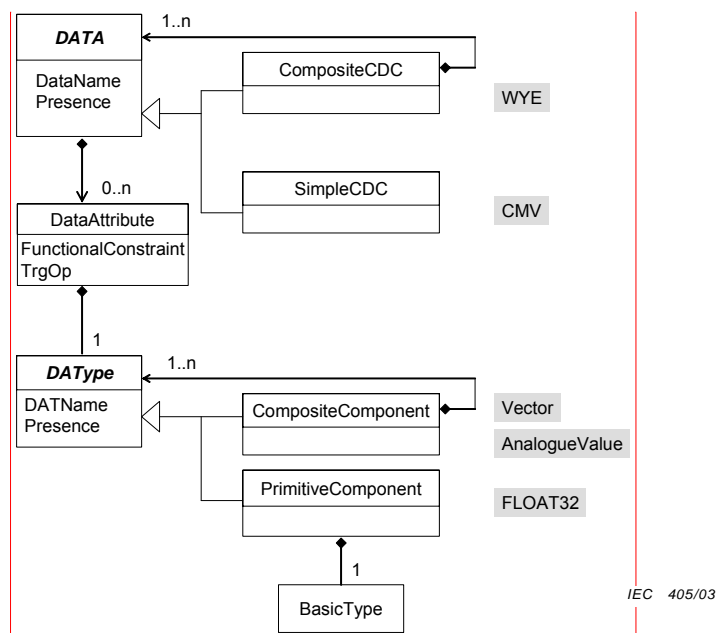 1..n
DATA
CompositeCDC
DataName
Presence
WYE
SimpleCDC
0..n
CMV
DataAttribute
FunctionalConstraint
TrgOp
1
DAType
1..n
DATName
Presence
CompositeComponent
Vector
AnalogueValue
PrimitiveComponent
FLOAT32
1
BasicType
IEC 405/03